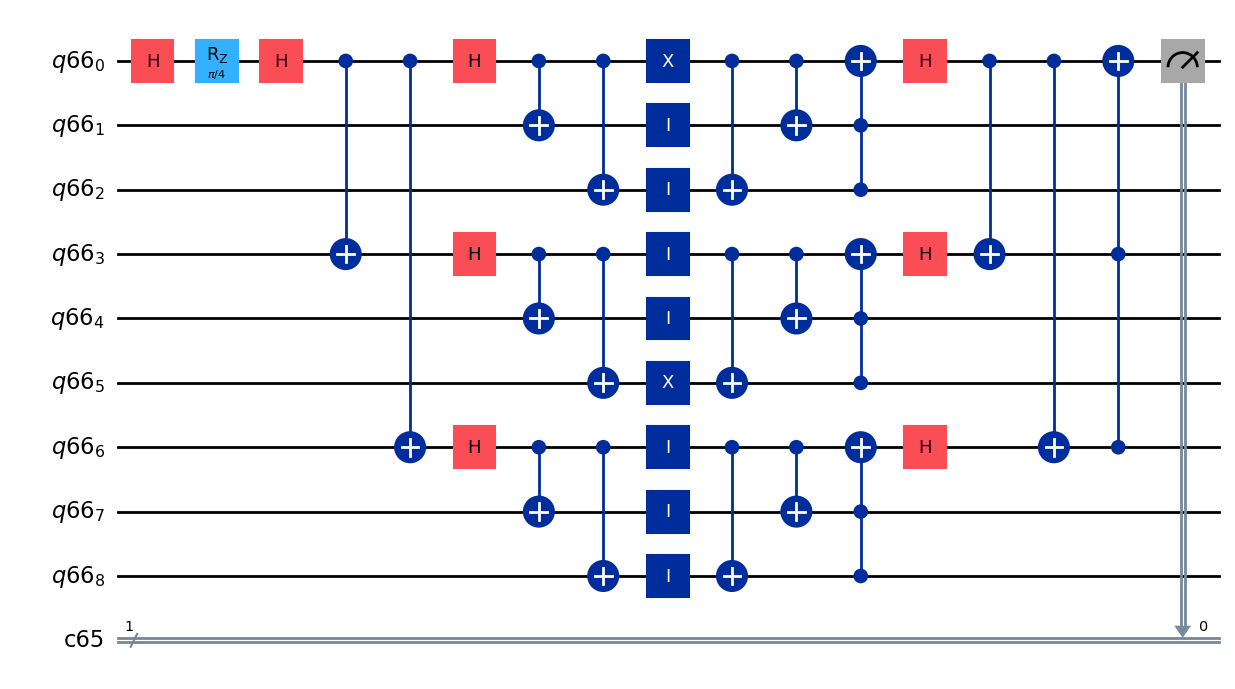 q66₀ H R_Z π/4 H H X H
q66₁ I
q66₂ I
q66₃ H I H
q66₄ I
q66₅ X
q66₆ H I H
q66₇ I
q66₈ I
c65 1 0